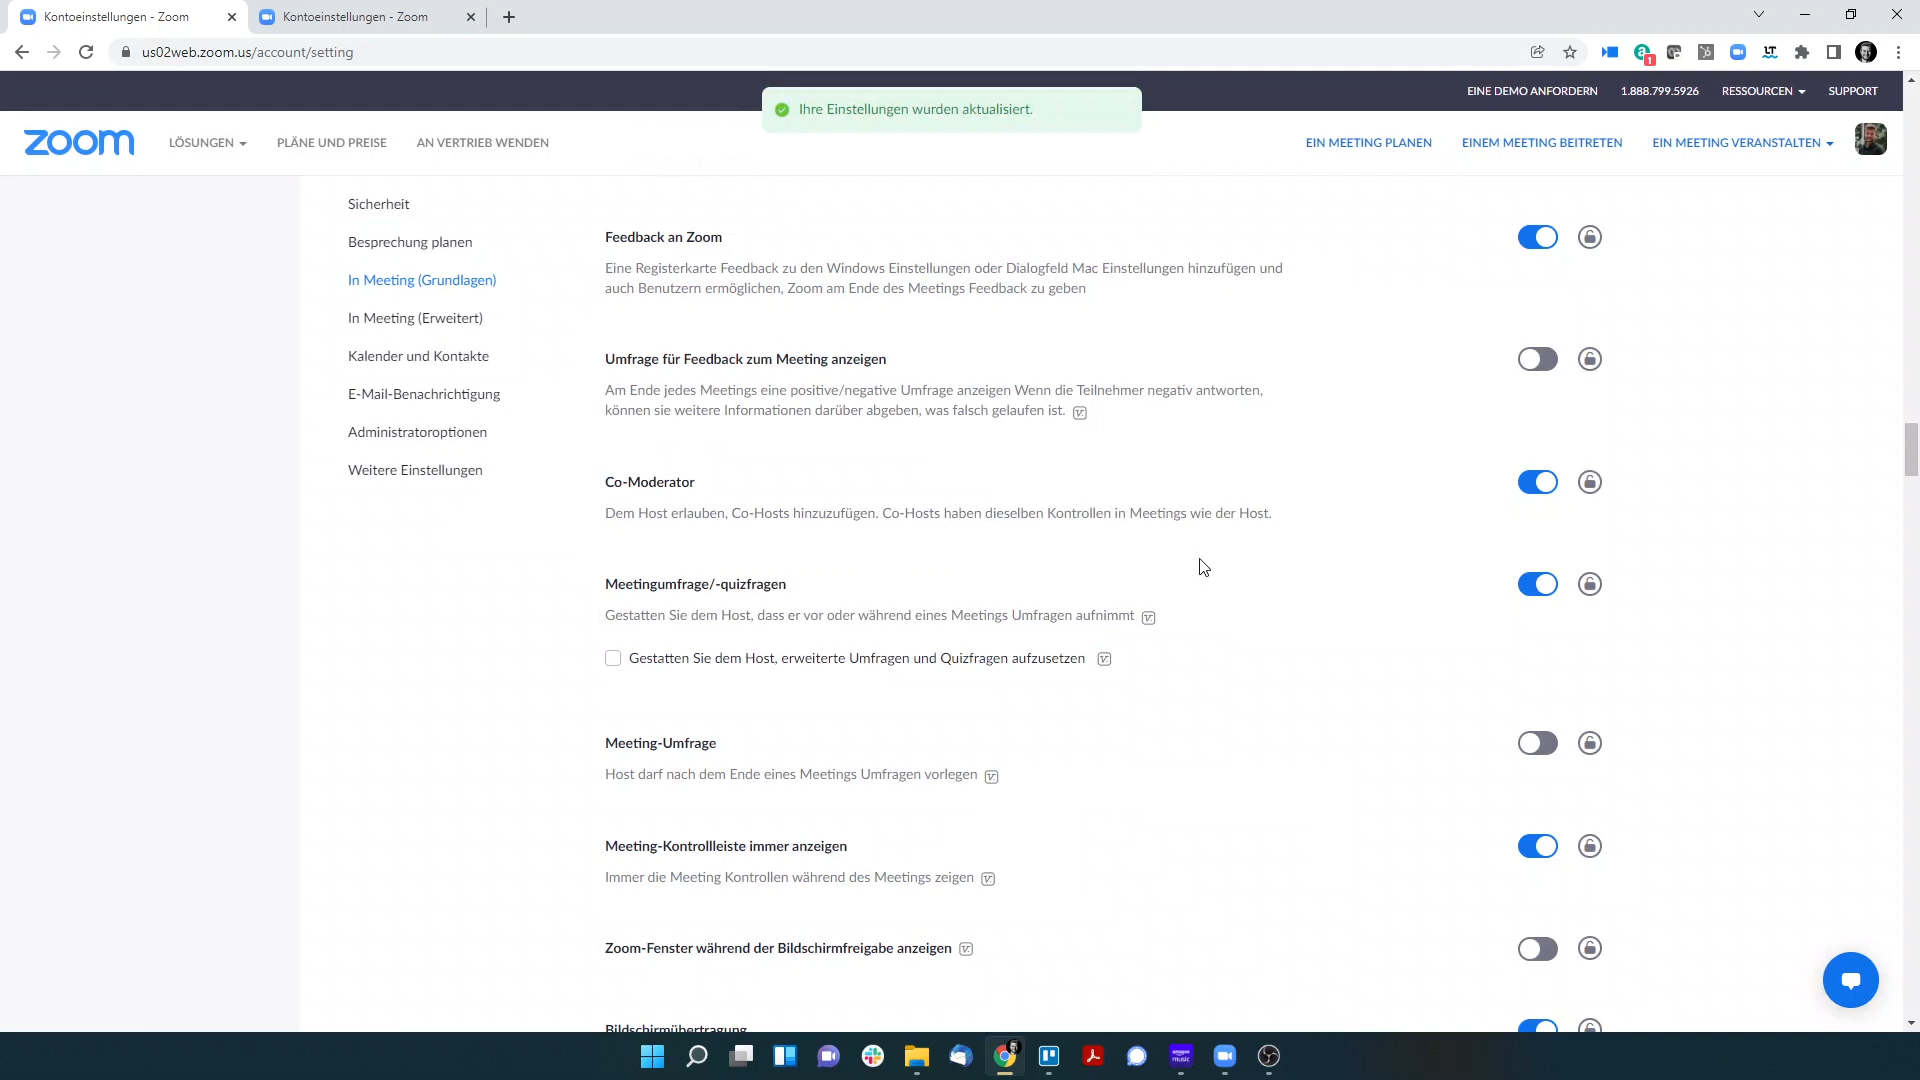 Kontoeinstellungen - Zoom
Kontoeinstellungen - Zoom
us02web.zoom.us/account/setting
1
EINE DEMO ANFORDERN
1.888.799.5926
RESSOURCEN
SUPPORT
Ihre Einstellungen wurden aktualisiert.
zoom
LÖSUNGEN
PLÄNE UND PREISE
AN VERTRIEB WENDEN
EIN MEETING PLANEN
EINEM MEETING BEITRETEN
EIN MEETING VERANSTALTEN
Sicherheit
Besprechung planen
In Meeting (Grundlagen)
In Meeting (Erweitert)
Kalender und Kontakte
E-Mail-Benachrichtigung
Administratoroptionen
Weitere Einstellungen
Feedback an Zoom
Eine Registerkarte Feedback zu den Windows Einstellungen oder Dialogfeld Mac Einstellungen hinzufügen und
auch Benutzern ermöglichen, Zoom am Ende des Meetings Feedback zu geben
Umfrage für Feedback zum Meeting anzeigen
Am Ende jedes Meetings eine positive/negative Umfrage anzeigen Wenn die Teilnehmer negativ antworten,
können sie weitere Informationen darüber abgeben, was falsch gelaufen ist.
Co-Moderator
Dem Host erlauben, Co-Hosts hinzuzufügen. Co-Hosts haben dieselben Kontrollen in Meetings wie der Host.
Meetingumfrage/-quizfragen
Gestatten Sie dem Host, dass er vor oder während eines Meetings Umfragen aufnimmt
Gestatten Sie dem Host, erweiterte Umfragen und Quizfragen aufzusetzen
Meeting-Umfrage
Host darf nach dem Ende eines Meetings Umfragen vorlegen
Meeting-Kontrollleiste immer anzeigen
Immer die Meeting Kontrollen während des Meetings zeigen
Zoom-Fenster während der Bildschirmfreigabe anzeigen
Bildschirmübertragung